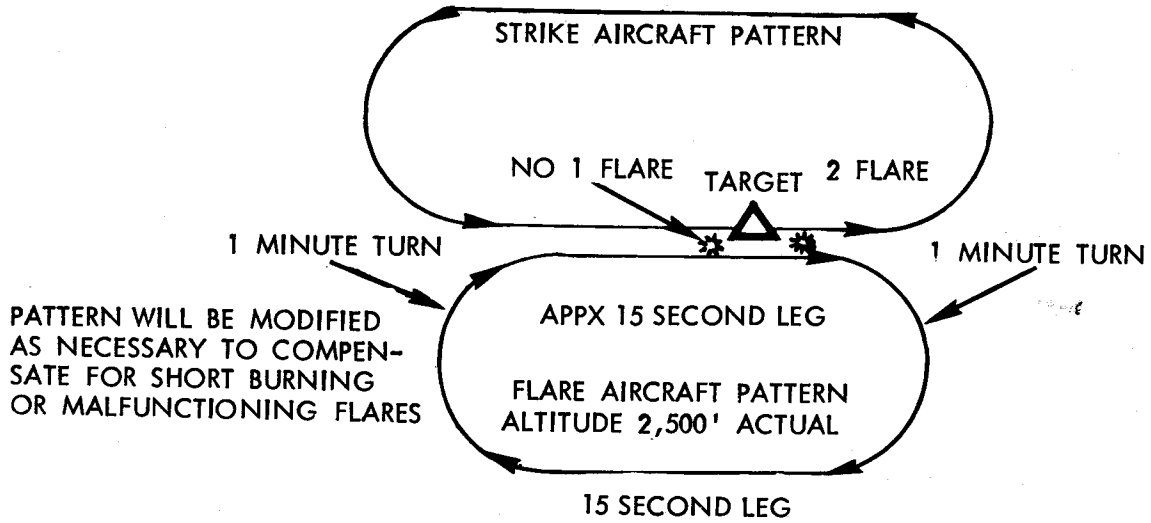 STRIKE AIRCRAFT PATTERN
NO 1 FLARE
TARGET
2 FLARE
1 MINUTE TURN
1 MINUTE TURN
PATTERN WILL BE MODIFIED
AS NECESSARY TO COMPEN-
SATE FOR SHORT BURNING
OR MALFUNCTIONING FLARES
APPX 15 SECOND LEG
FLARE AIRCRAFT PATTERN
ALTITUDE 2,500' ACTUAL
15 SECOND LEG